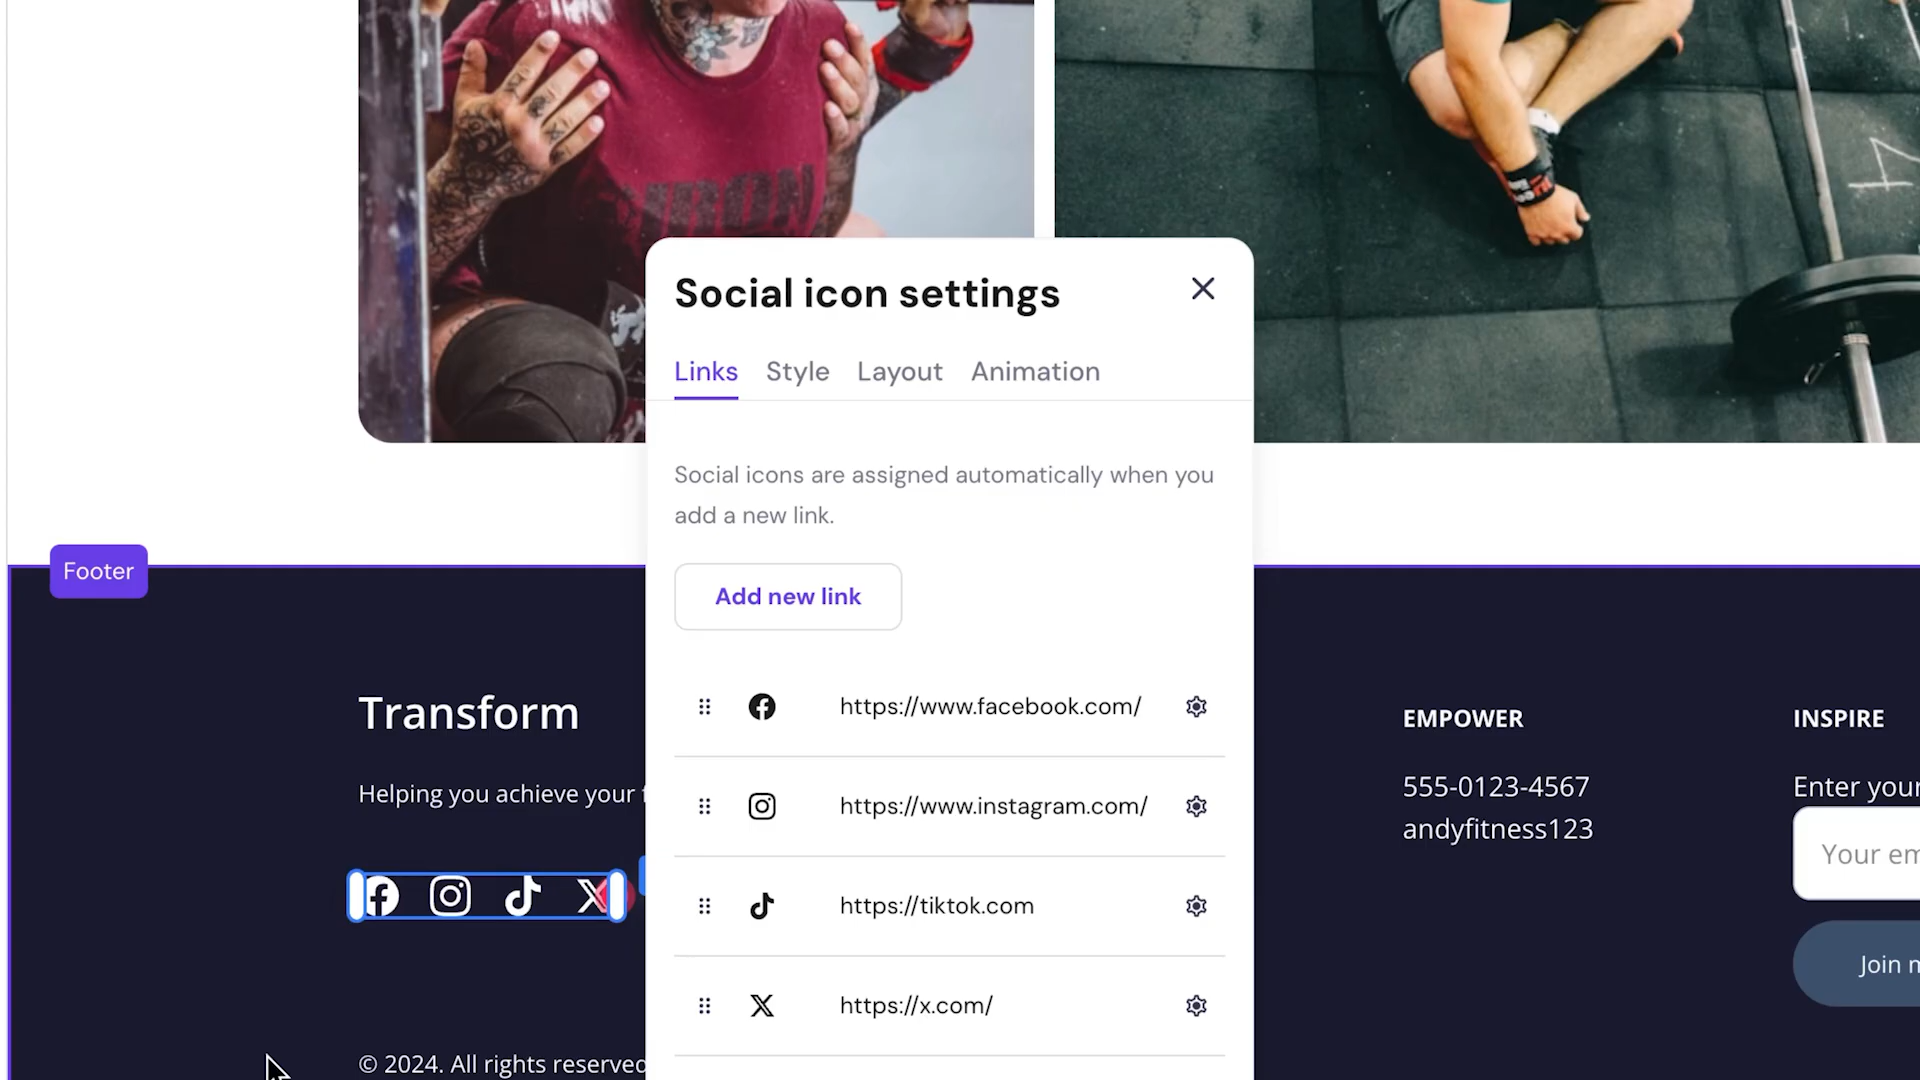 IRON
Social icon settings
Links Style Layout Animation
Social icons are assigned automatically when you
add a new link.
Add new link
https://www.facebook.com/
https://www.instagram.com/
https://tiktok.com
https://x.com/
Footer
Transform
Helping you achieve your
© 2024. All rights reserved
EMPOWER
555-0123-4567
andyfitness123
INSPIRE
Enter your
Your em
Join m